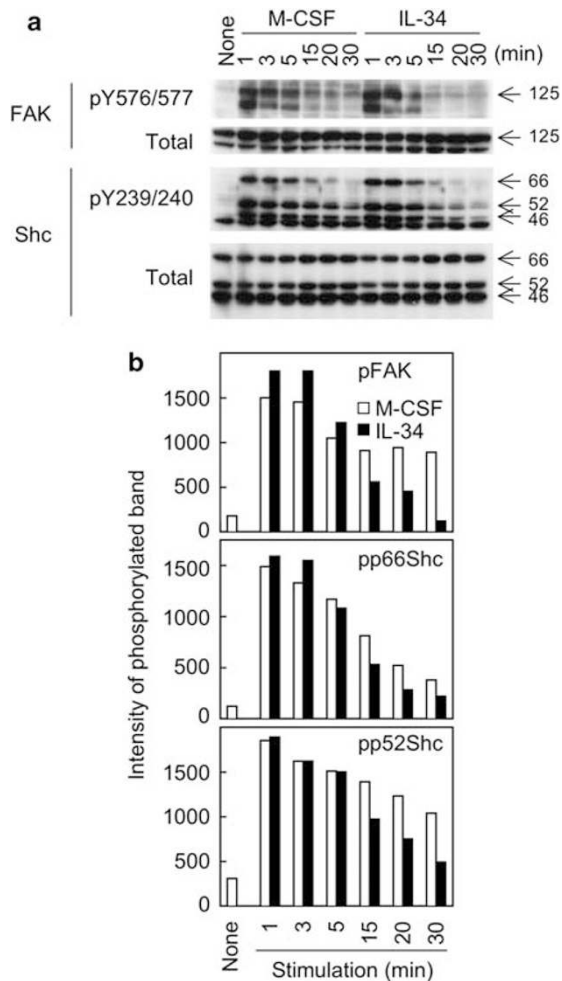 a
M-CSF IL-34
None 1 3 5 15 20 30 1 3 5 15 20 30 (min)
FAK
pY576/577 125
Total 125
Shc
pY239/240 66
52
46
Total 66
52
46
b
Intensity of phosphorylated band
pFAK
M-CSF
IL-34
1500
1000
500
0
pp66Shc
1500
1000
500
0
pp52Shc
1500
1000
500
0
None 1 3 5 15 20 30
Stimulation (min)